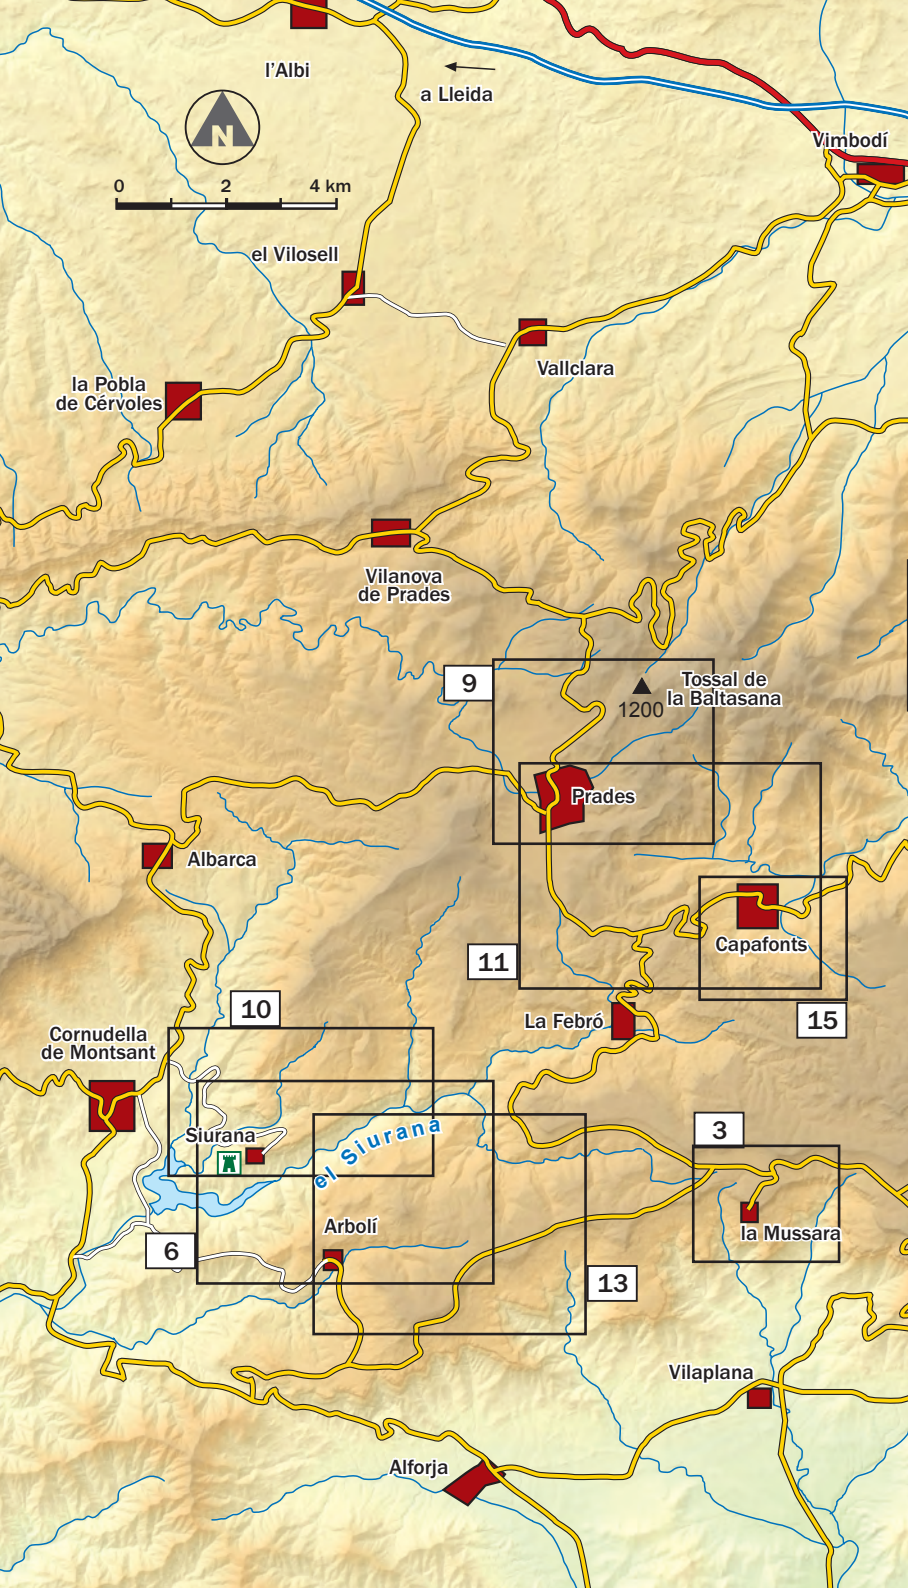 l'Albi
a Lleida
N
Vimbodí
0 2 4 km
el Vilosell
Vallclara
la Pobla
de Cérvoles
Vilanova
de Prades
9
Tossal de
la Baltasana
1200
Prades
Albarca
Capafonts
11
10
15
La Febró
Cornudella
de Montsant
3
Siurana
el Siurana
Arbolí
la Mussara
6
13
Vilaplana
Alforja